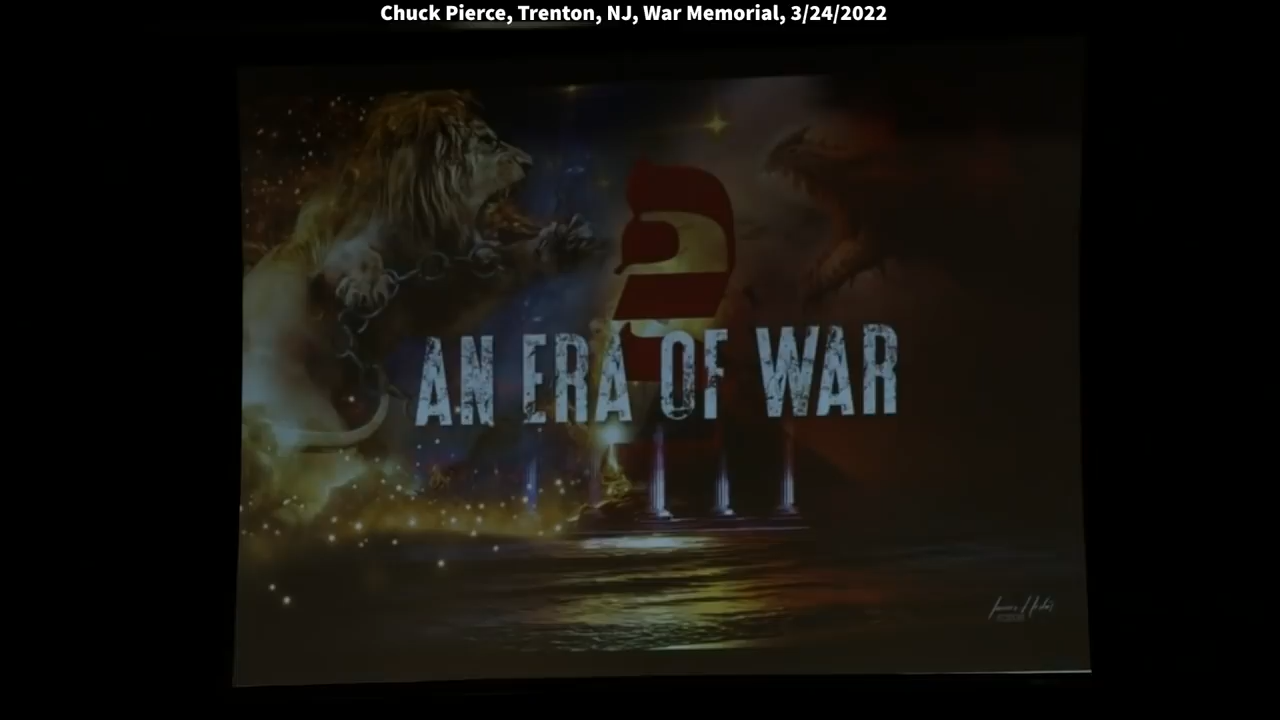 Chuck Pierce, Trenton, NJ, War Memorial, 3/24/2022
פ
AN ERA OF WAR